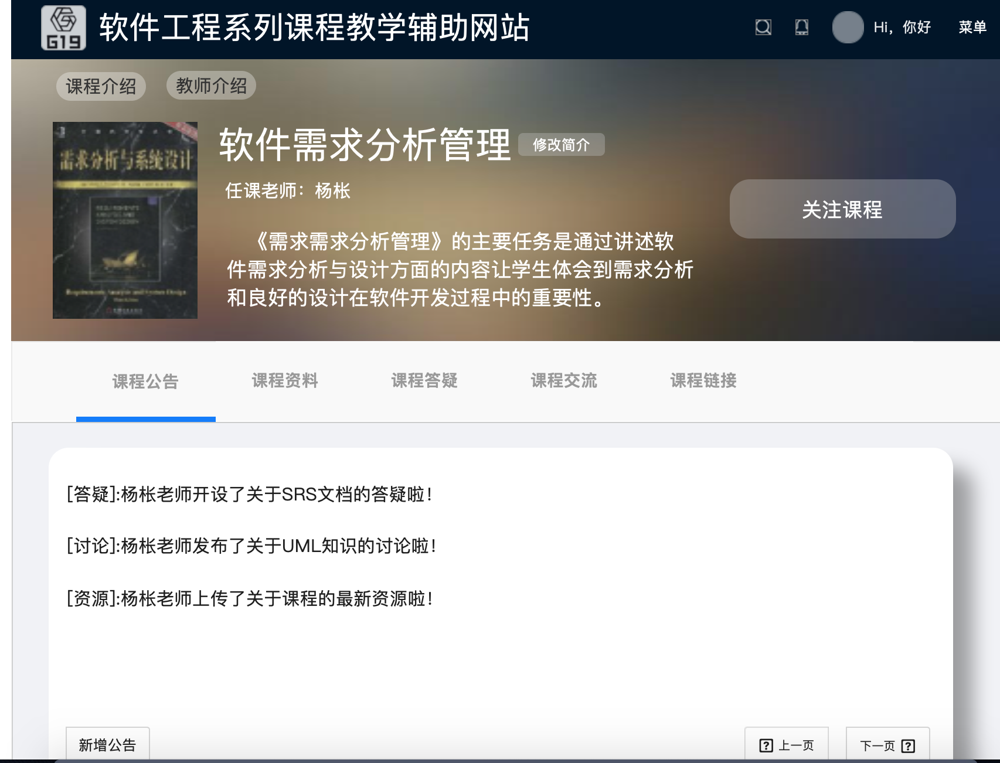 G19
软件工程系列课程教学辅助网站
Hi，你好
菜单
课程介绍
教师介绍
需求分析与系统设计
Requirements Analysis and System Design
软件需求分析管理
修改简介
任课老师：杨枨
《需求需求分析管理》的主要任务是通过讲述软
件需求分析与设计方面的内容让学生体会到需求分析
和良好的设计在软件开发过程中的重要性。
关注课程
课程公告
课程资料
课程答疑
课程交流
课程链接
[答疑]:杨枨老师开设了关于SRS文档的答疑啦！
[讨论]:杨枨老师发布了关于UML知识的讨论啦！
[资源]:杨枨老师上传了关于课程的最新资源啦！
新增公告
? 上一页
下一页 ?